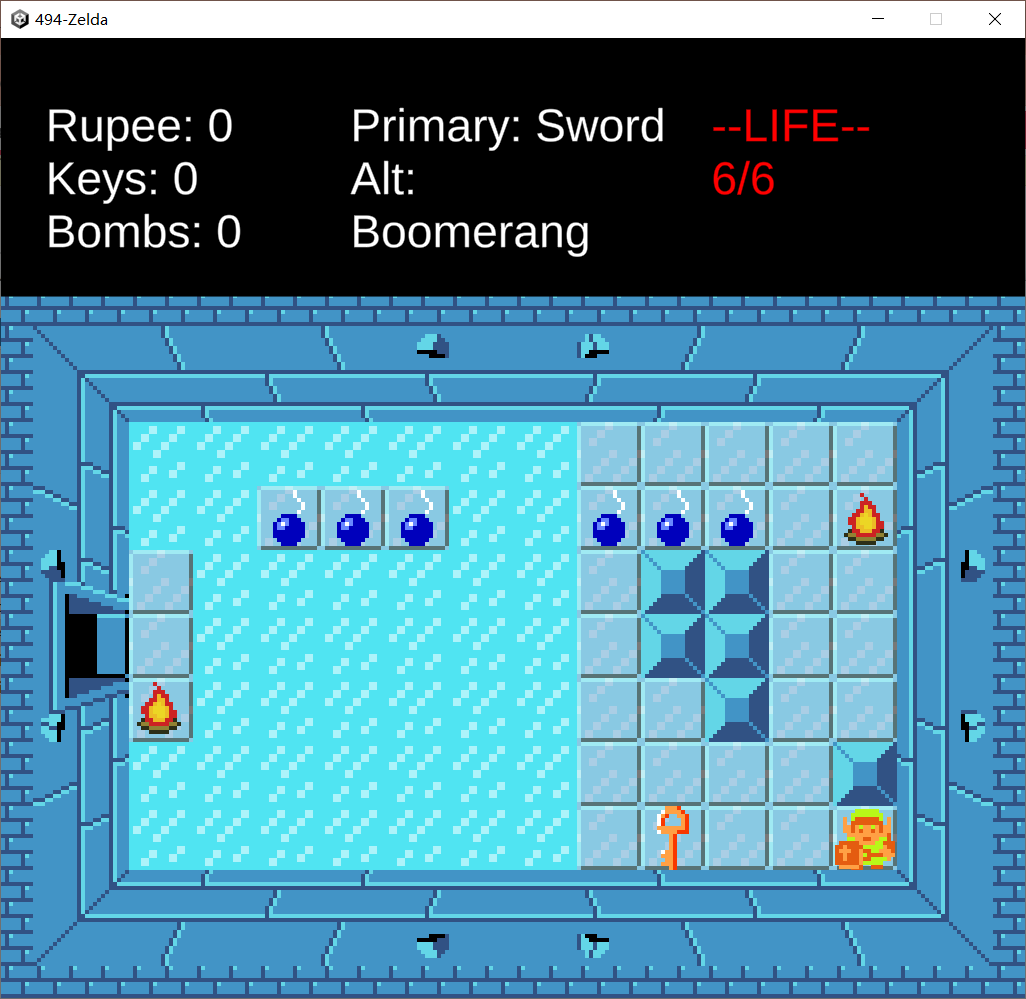 494-Zelda
Rupee: 0
Keys: 0
Bombs: 0
Primary: Sword
Alt:
Boomerang
--LIFE--
6/6